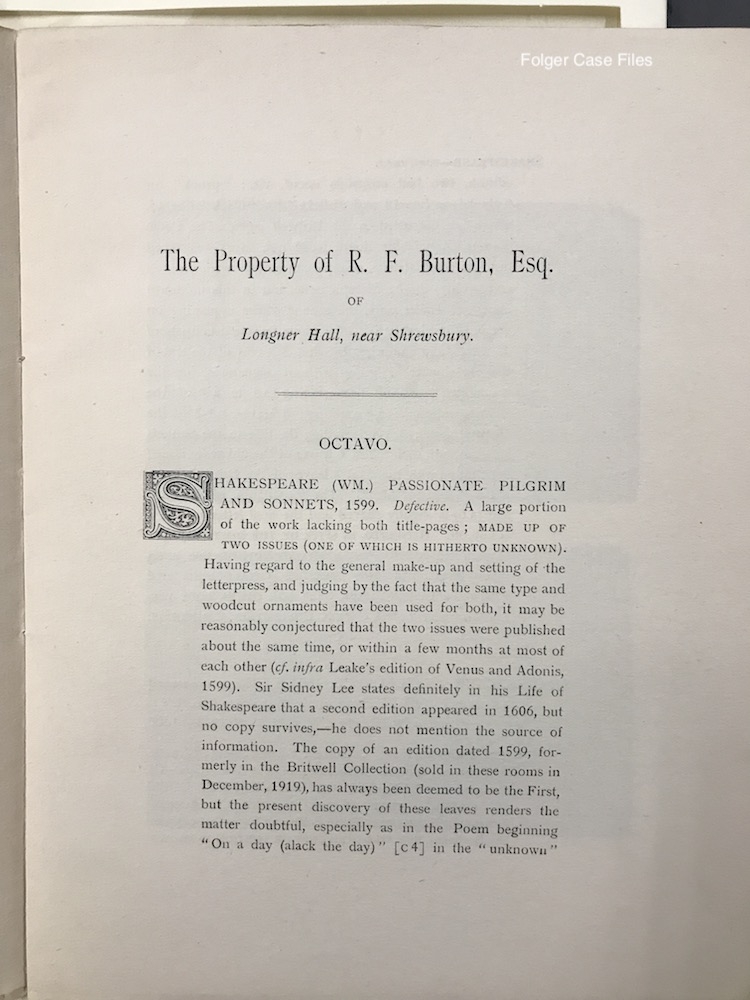 Folger Case Files
The Property of R. F. Burton, Esq.
OF
Longner Hall, near Shrewsbury.
OCTAVO.
SHAKESPEARE (WM.) PASSIONATE PILGRIM
AND SONNETS, 1599. Defective. A large portion
of the work lacking both title-pages; MADE UP OF
TWO ISSUES (ONE OF WHICH IS HITHERTO UNKNOWN).
Having regard to the general make-up and setting of the
letterpress, and judging by the fact that the same type and
woodcut ornaments have been used for both, it may be
reasonably conjectured that the two issues were published
about the same time, or within a few months at most of
each other (cf. infra Leake's edition of Venus and Adonis,
1599). Sir Sidney Lee states definitely in his Life of
Shakespeare that a second edition appeared in 1606, but
no copy survives,—he does not mention the source of
information. The copy of an edition dated 1599, for-
merly in the Britwell Collection (sold in these rooms in
December, 1919), has always been deemed to be the First,
but the present discovery of these leaves renders the
matter doubtful, especially as in the Poem beginning
"On a day (alack the day)" [C 4] in the "unknown"